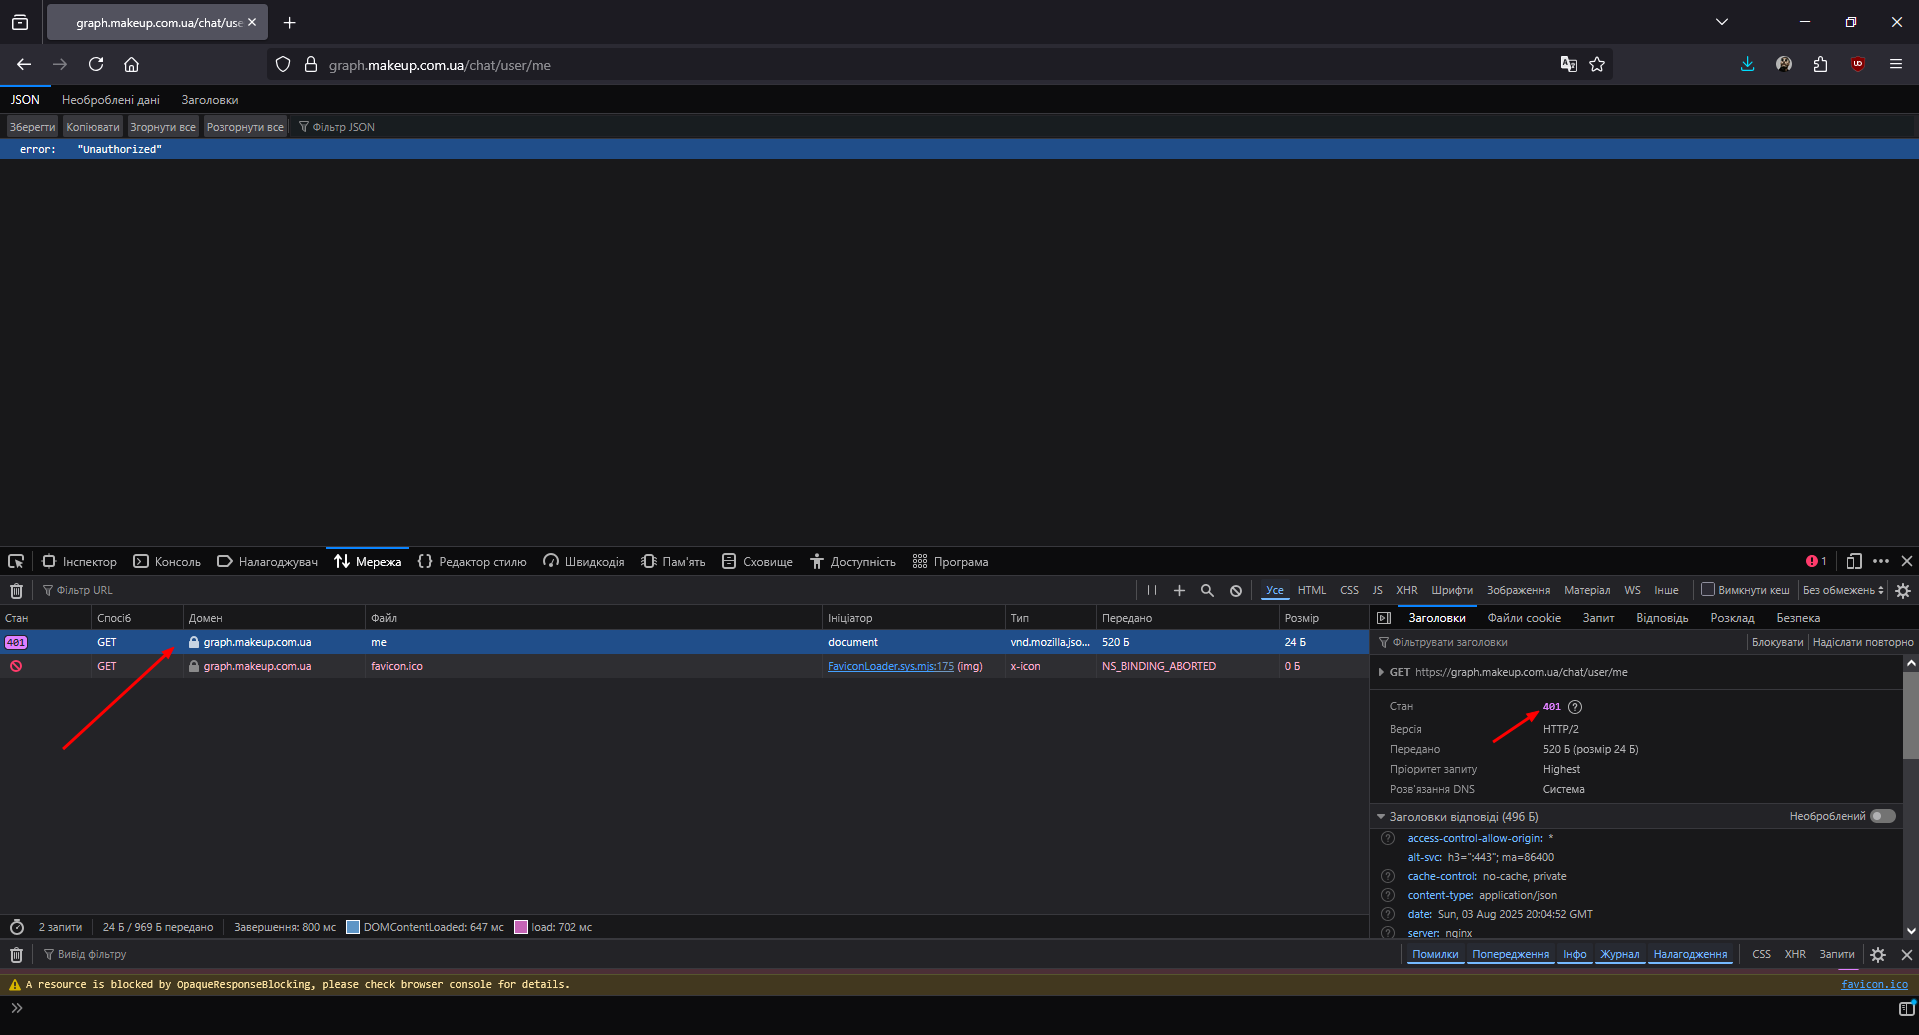 graph.makeup.com.ua/chat/use
graph.makeup.com.ua/chat/user/me
JSON Необроблені дані Заголовки
Зберегти Копіювати Згорнути все Розгорнути все Фільтр JSON
error: "Unauthorized"
Інспектор Консоль Налагоджувач Мережа Редактор стилю Швидкодія Пам'ять Сховище Доступність Програма 1
Фільтр URL Усе HTML CSS JS XHR Шрифти Зображення Матеріал WS Інше Вимкнути кеш Без обмежень
Стан Спосіб Домен Файл Ініціатор Тип Передано Розмір
401 GET graph.makeup.com.ua me document vnd.mozilla.jso... 520 Б 24 Б
GET graph.makeup.com.ua favicon.ico FaviconLoader.sys.mjs:175 (img) x-icon NS_BINDING_ABORTED 0 Б
Заголовки Файли cookie Запит Відповідь Розклад Безпека
Фільтрувати заголовки Блокувати Надіслати повторно
GET https://graph.makeup.com.ua/chat/user/me
Стан 401
Версія HTTP/2
Передано 520 Б (розмір 24 Б)
Пріоритет запиту Highest
Розв'язання DNS Система
Заголовки відповіді (496 Б) Необроблений
access-control-allow-origin: *
alt-svc: h3=":443"; ma=86400
cache-control: no-cache, private
content-type: application/json
date: Sun, 03 Aug 2025 20:04:52 GMT
server: nginx
2 запити 24 Б / 969 Б передано Завершення: 800 мс DOMContentLoaded: 647 мс load: 702 мс
Вивід фільтру Помилки Попередження Інфо Журнал Налагодження CSS XHR Запити
A resource is blocked by OpaqueResponseBlocking, please check browser console for details. favicon.ico